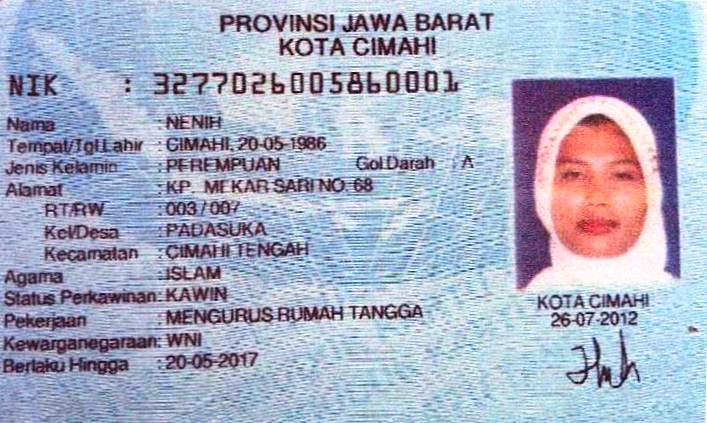 PROVINSI JAWA BARAT
KOTA CIMAHI
NIK : 3277026005860001
Nama : NENIH
Tempat/Tgl.Lahir : CIMAHI, 20-05-1986
Jenis Kelamin : PEREMPUAN Gol.Darah : A
Alamat : KP. MEKAR SARI NO. 68
RT/RW : 003 / 007
Kel/Desa : PADASUKA
Kecamatan : CIMAHI TENGAH
Agama : ISLAM
Status Perkawinan: KAWIN
Pekerjaan : MENGURUS RUMAH TANGGA
Kewarganegaraan: WNI
Berlaku Hingga : 20-05-2017
KOTA CIMAHI
26-07-2012